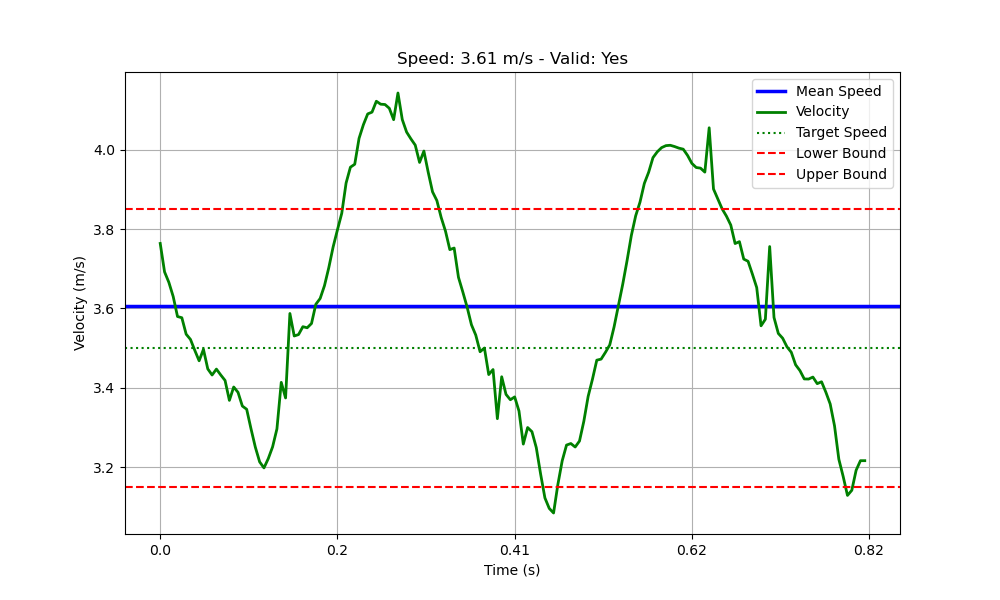 Speed: 3.61 m/s - Valid: Yes
Mean Speed
Velocity
Target Speed
Lower Bound
Upper Bound
4.0
3.8
3.6
3.4
3.2
Velocity (m/s)
0.0
0.2
0.41
0.62
0.82
Time (s)